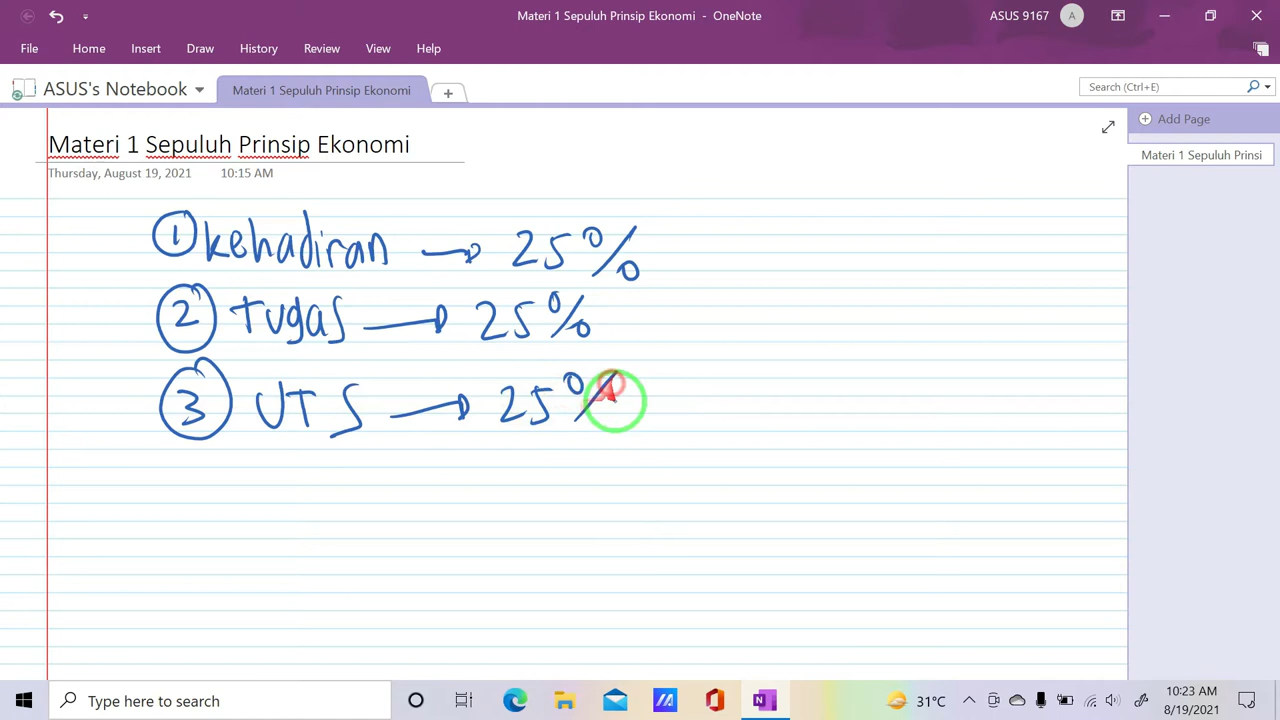 Materi 1 Sepuluh Prinsip Ekonomi - OneNote
ASUS 9167
A
File Home Insert Draw History Review View Help
ASUS's Notebook
Materi 1 Sepuluh Prinsip Ekonomi
Search (Ctrl+E)
Add Page
Materi 1 Sepuluh Prinsi
Materi 1 Sepuluh Prinsip Ekonomi
Thursday, August 19, 2021 10:15 AM
① kehadiran → 25%
② Tugas → 25%
③ UTS → 25%
Type here to search
31°C
10:23 AM
8/19/2021